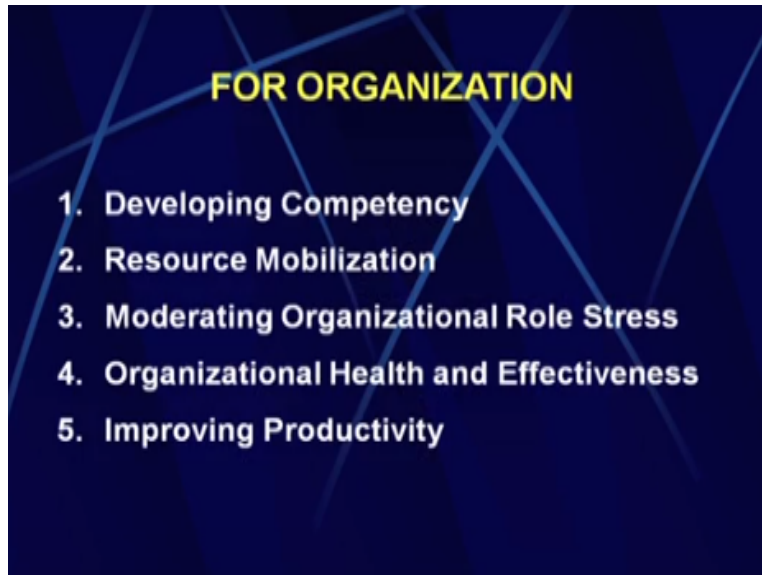 FOR ORGANIZATION
1. Developing Competency
2. Resource Mobilization
3. Moderating Organizational Role Stress
4. Organizational Health and Effectiveness
5. Improving Productivity